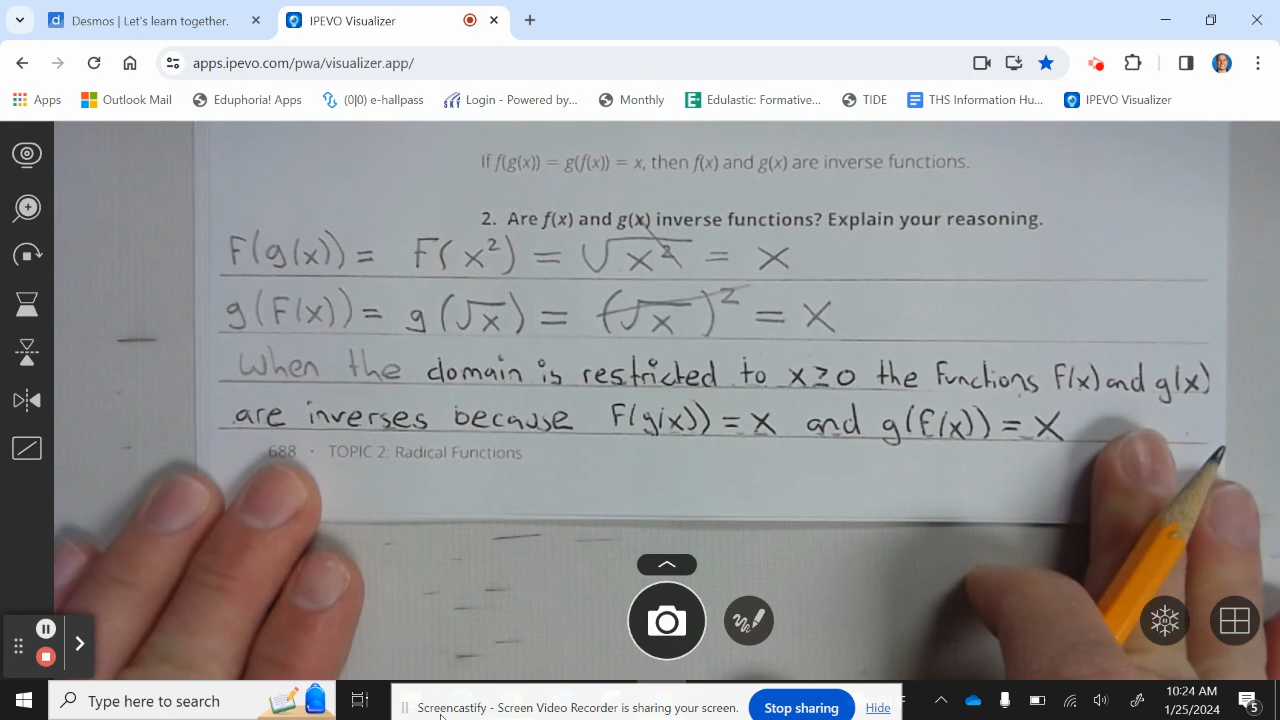 Desmos | Let's learn together.
IPEVO Visualizer
apps.ipevo.com/pwa/visualizer.app/
Apps
Outlook Mail
eduphoria! Apps
(0|0) e-hallpass
Login - Powered by...
Monthly
Edulastic: Formative...
TIDE
THS Information Hu...
IPEVO Visualizer
If f(g(x)) = g(f(x)) = x, then f(x) and g(x) are inverse functions.
2. Are f(x) and g(x) inverse functions? Explain your reasoning.
F(g(x)) = F(x²) = √x² = X
g(F(x)) = g(√x) = (√x)² = X
When the domain is restricted to x≥0 the functions F(x) and g(x)
are inverses because F(g(x)) = X and g(F(x)) = X
688 • TOPIC 2: Radical Functions
Type here to search
Screencastify - Screen Video Recorder is sharing your screen.
Stop sharing
Hide
10:24 AM
1/25/2024
5